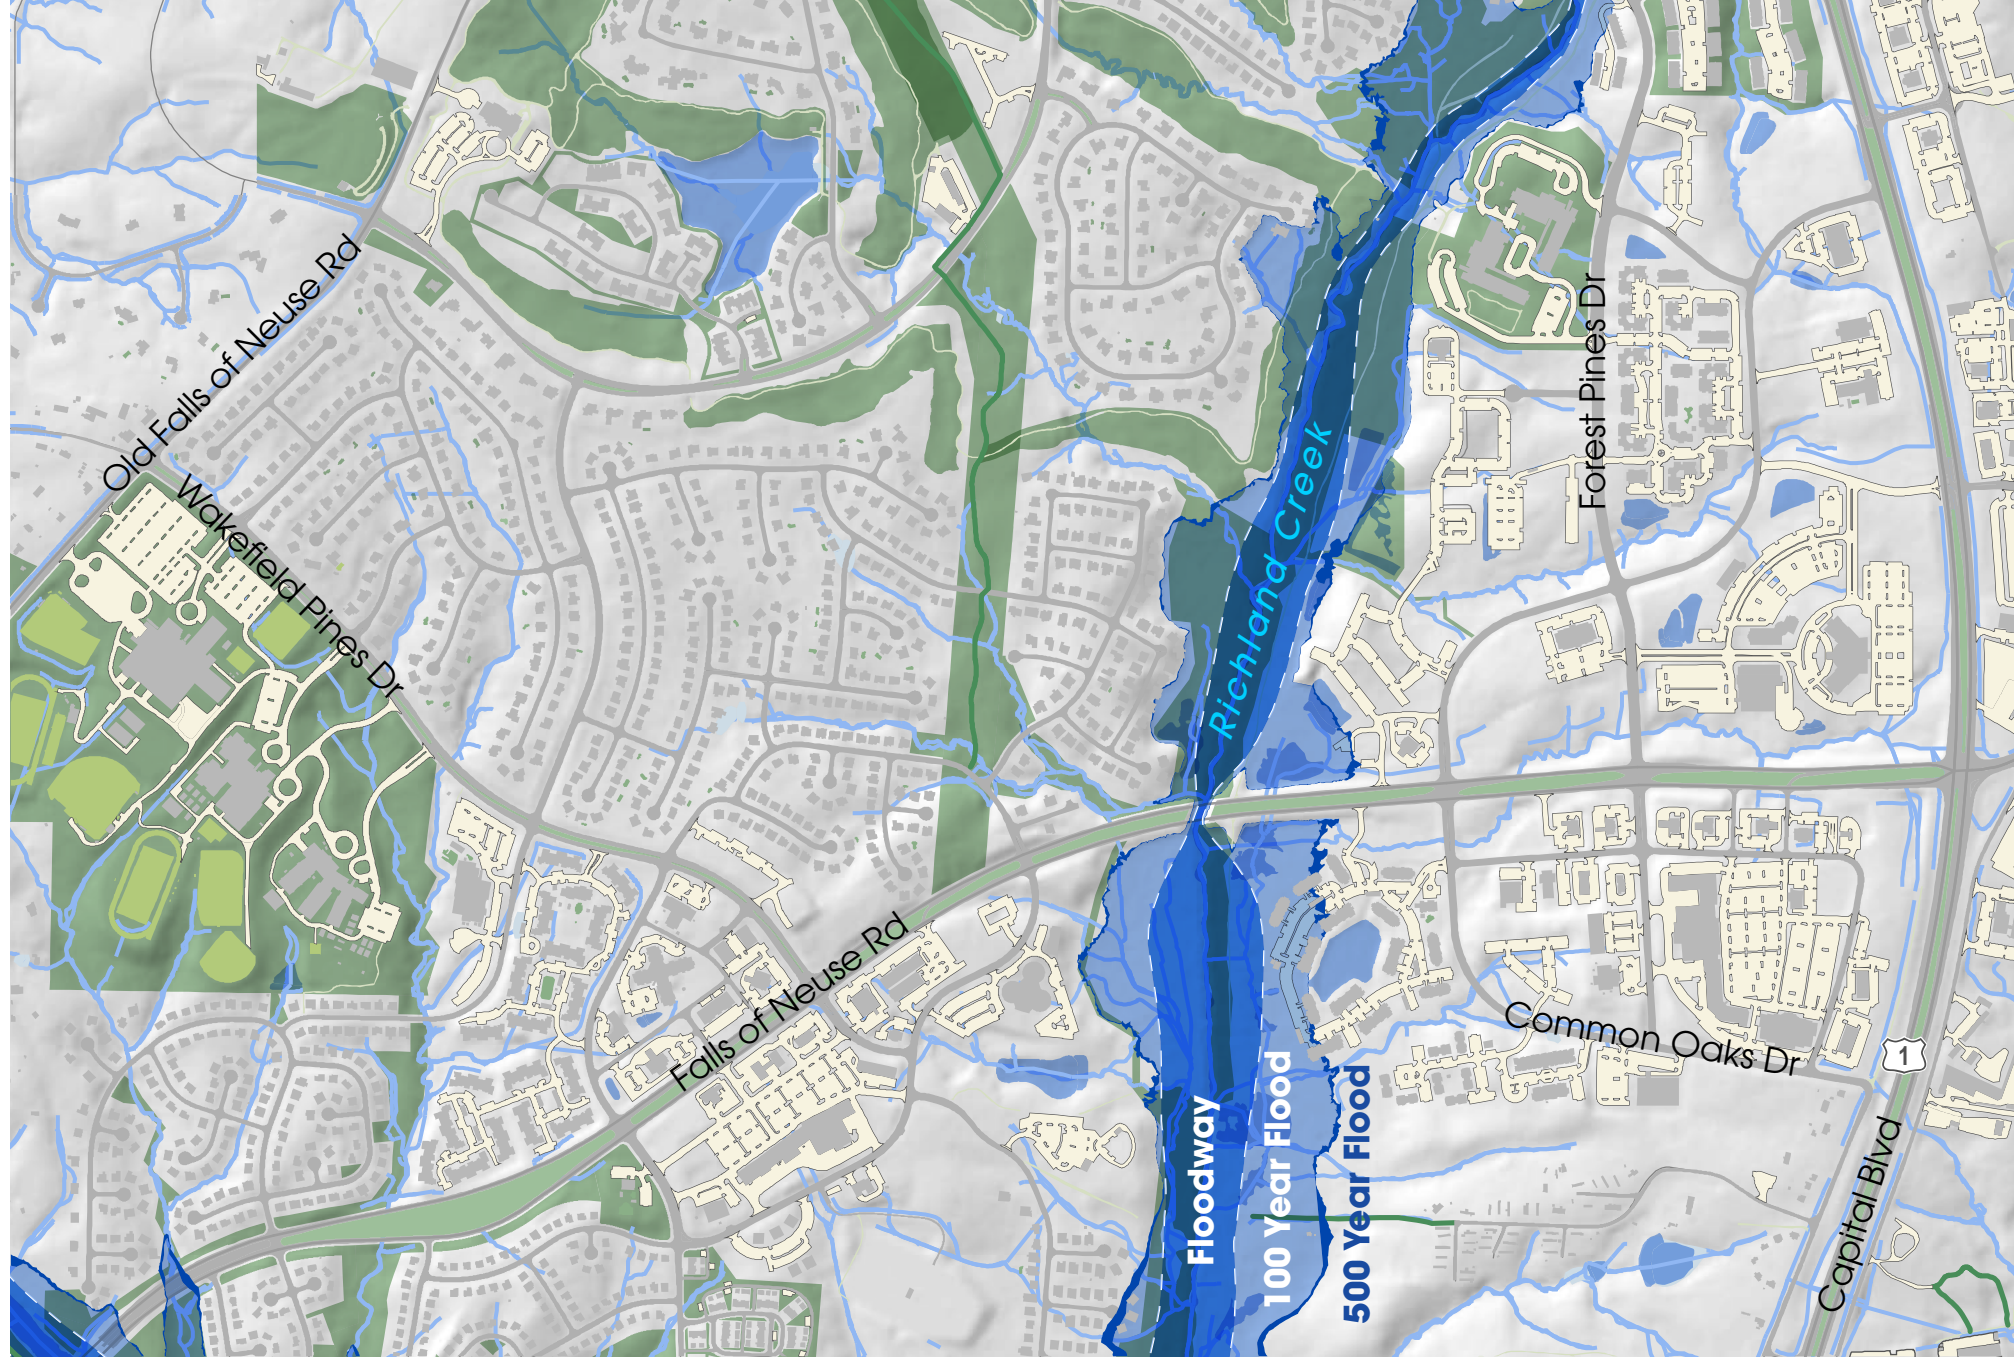 Old Falls of Neuse Rd
Wakefield Pines Dr
Forest Pines Dr
Richland Creek
Falls of Neuse Rd
Common Oaks Dr
1
Floodway
100 Year Flood
500 Year Flood
Capital Blvd